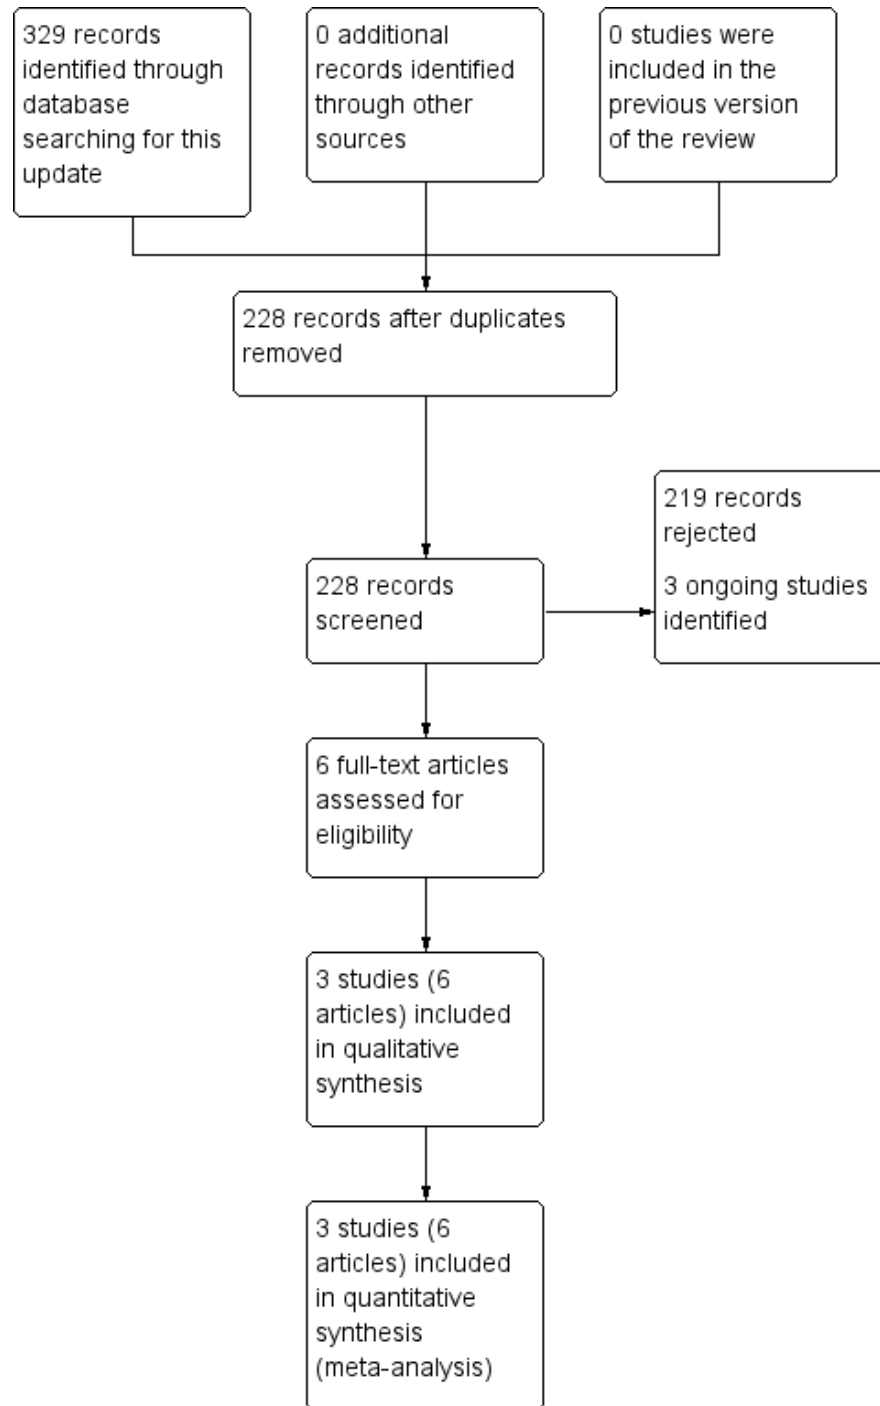 329 records
identified through
database
searching for this
update
0 additional
records identified
through other
sources
0 studies were
included in the
previous version
of the review
228 records after duplicates
removed
219 records
rejected
3 ongoing studies
identified
228 records
screened
6 full-text articles
assessed for
eligibility
3 studies (6
articles) included
in qualitative
synthesis
3 studies (6
articles) included
in quantitative
synthesis
(meta-analysis)